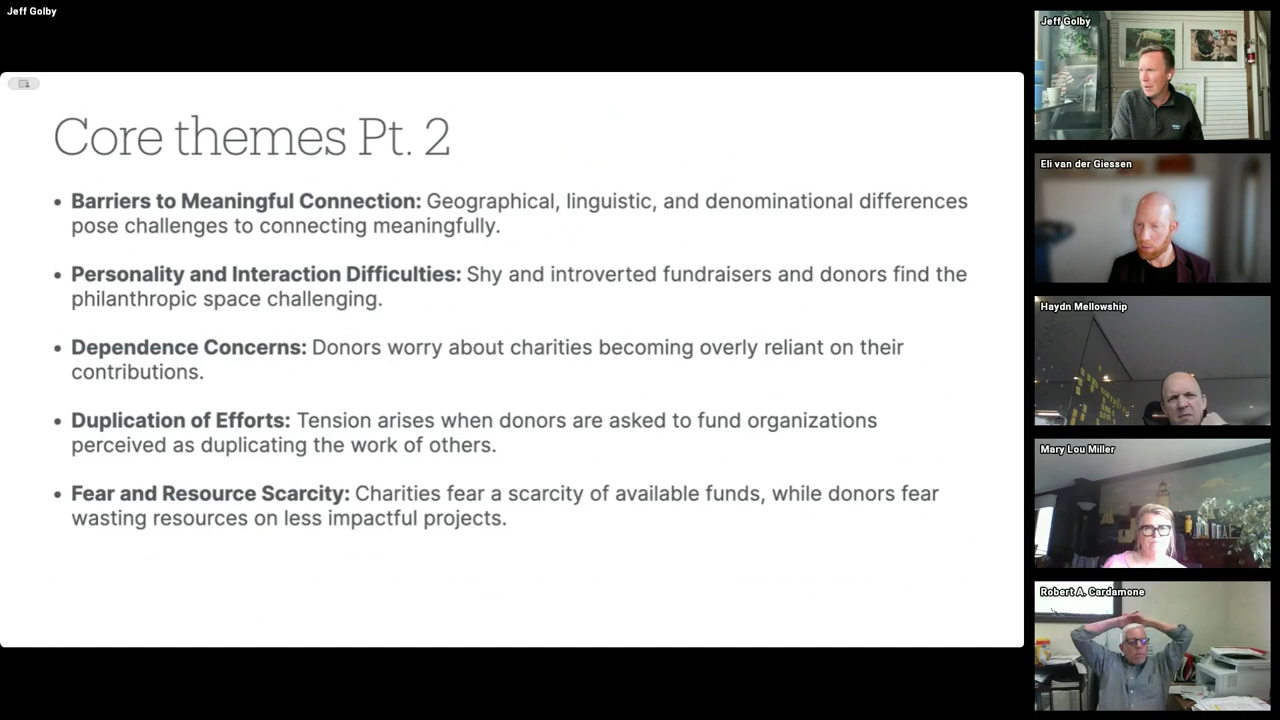 Jeff Golby
Core themes Pt. 2
• Barriers to Meaningful Connection: Geographical, linguistic, and denominational differences
pose challenges to connecting meaningfully.
• Personality and Interaction Difficulties: Shy and introverted fundraisers and donors find the
philanthropic space challenging.
• Dependence Concerns: Donors worry about charities becoming overly reliant on their
contributions.
• Duplication of Efforts: Tension arises when donors are asked to fund organizations
perceived as duplicating the work of others.
• Fear and Resource Scarcity: Charities fear a scarcity of available funds, while donors fear
wasting resources on less impactful projects.
Jeff Golby
Eli van der Giessen
Haydn Mellowship
Mary Lou Miller
Robert A. Cardamone